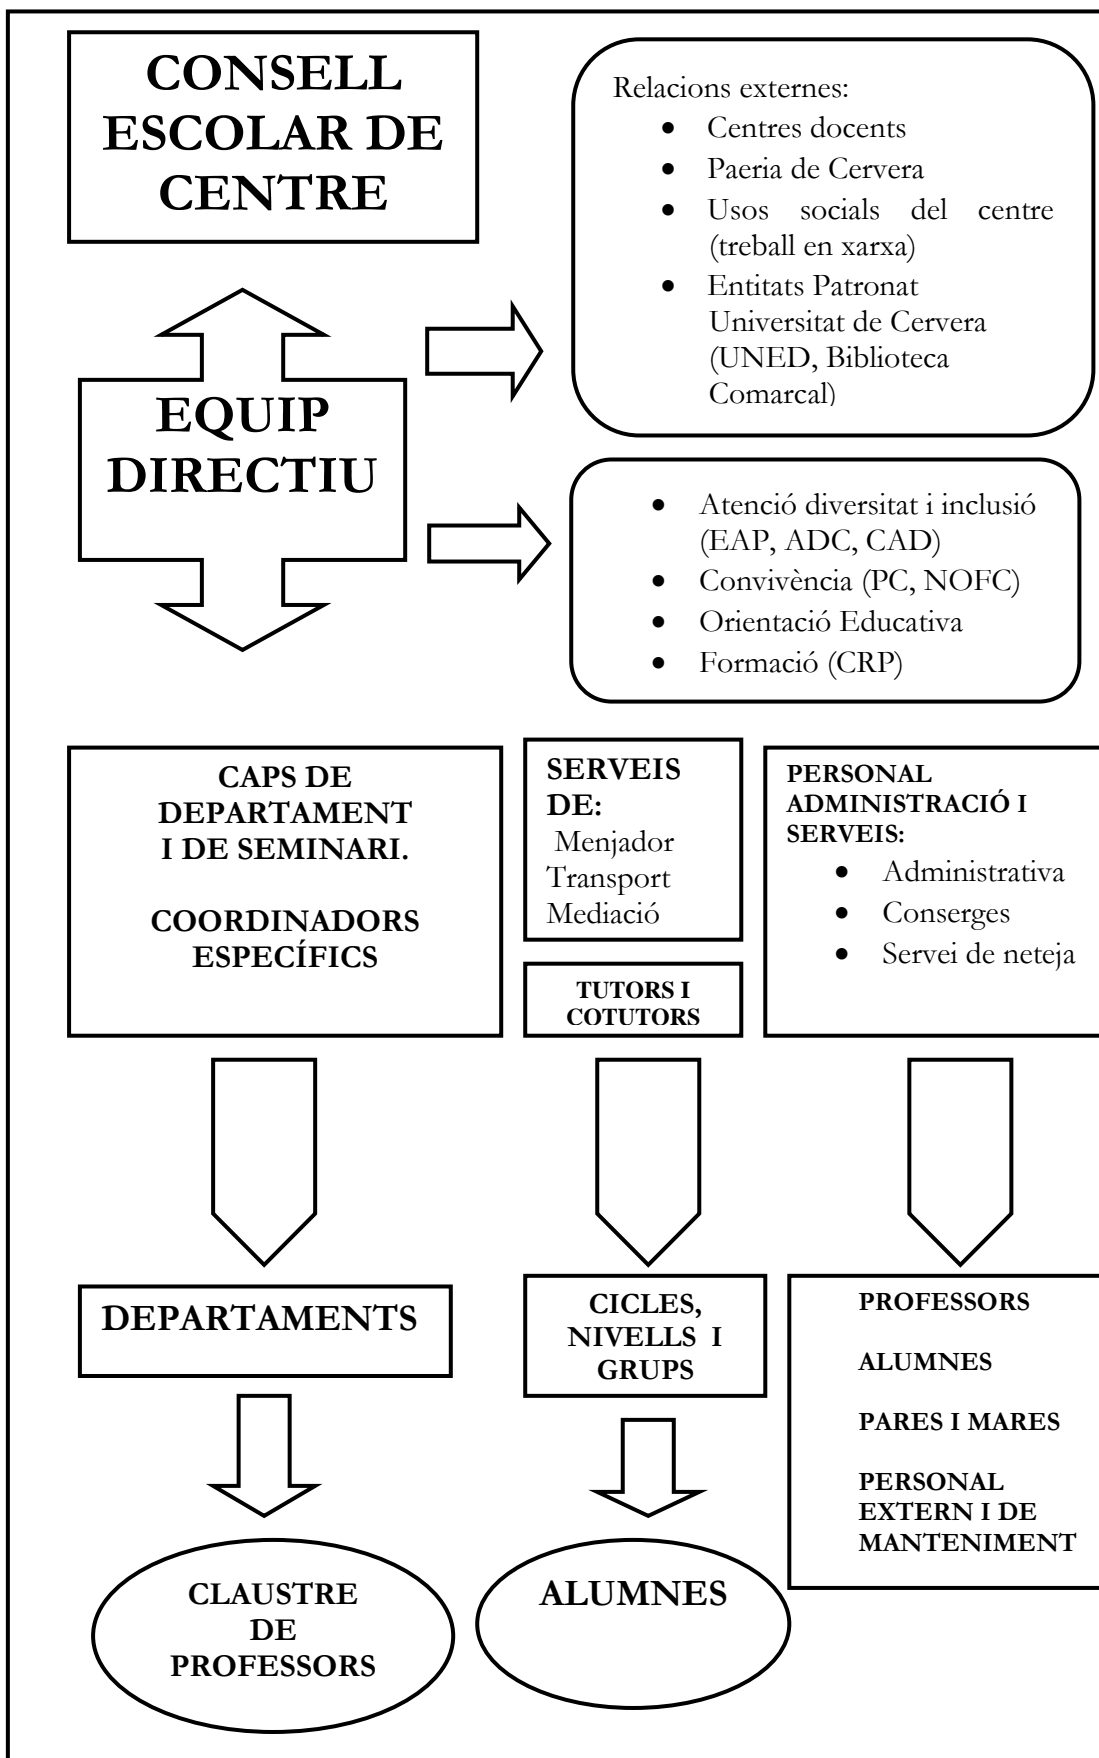 CONSELL
ESCOLAR DE
CENTRE
Relacions externes:
• Centres docents
• Paeria de Cervera
• Usos socials del centre
(treball en xarxa)
• Entitats Patronat
Universitat de Cervera
(UNED, Biblioteca
Comarcal)
EQUIP
DIRECTIU
• Atenció diversitat i inclusió
(EAP, ADC, CAD)
• Convivència (PC, NOFC)
• Orientació Educativa
• Formació (CRP)
CAPS DE
DEPARTAMENT
I DE SEMINARI.
COORDINADORS
ESPECÍFICS
SERVEIS
DE:
Menjador
Transport
Mediació
TUTORS I
COTUTORS
PERSONAL
ADMINISTRACIÓ I
SERVEIS:
• Administrativa
• Conserges
• Servei de neteja
DEPARTAMENTS
CICLES,
NIVELLS I
GRUPS
PROFESSORS
ALUMNES
PARES I MARES
PERSONAL
EXTERN I DE
MANTENIMENT
CLAUSTRE
DE
PROFESSORS
ALUMNES